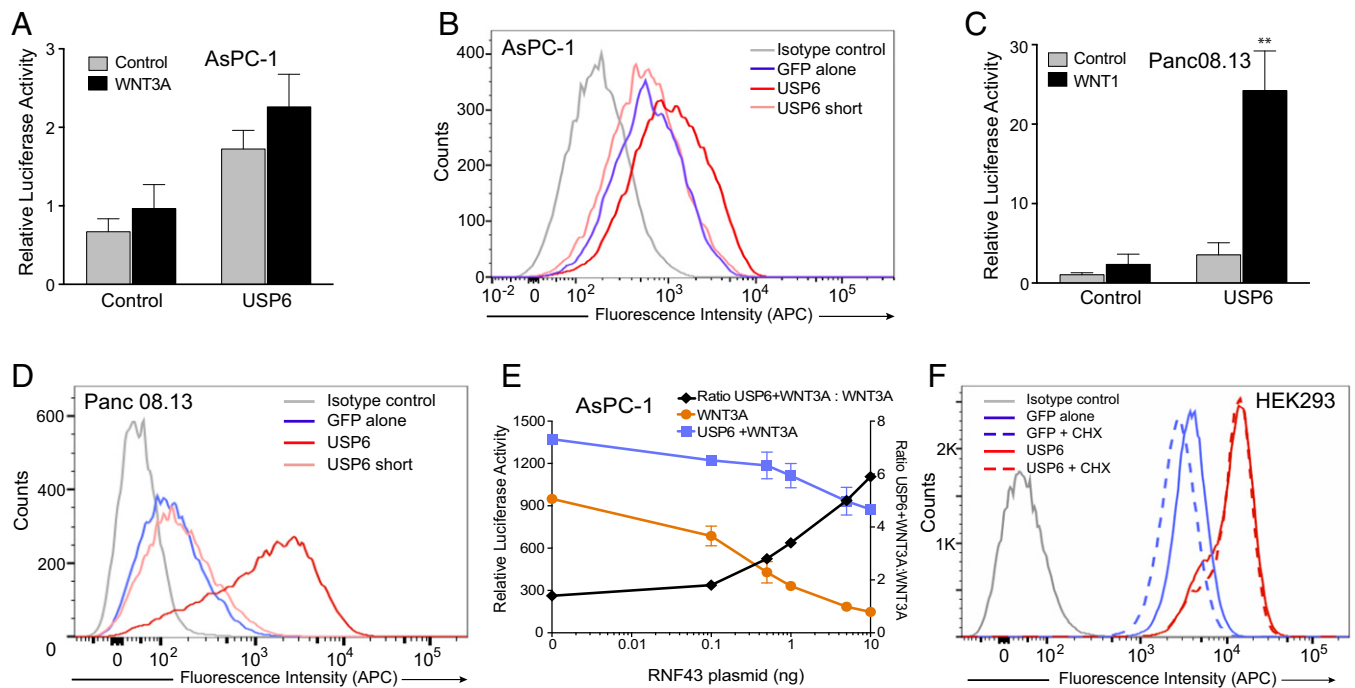 A
AsPC-1
Control
WNT3A
Relative Luciferase Activity
3
2
1
0
Control
USP6
B
AsPC-1
Isotype control
GFP alone
USP6
USP6 short
Counts
400
300
200
100
0
10-2
0
102
103
104
105
Fluorescence Intensity (APC)
C
Panc08.13
Control
WNT1
**
Relative Luciferase Activity
30
20
10
0
Control
USP6
D
Panc 08.13
Isotype control
GFP alone
USP6
USP6 short
Counts
600
400
200
0
0
102
103
104
105
Fluorescence Intensity (APC)
E
AsPC-1
Ratio USP6+WNT3A : WNT3A
WNT3A
USP6 +WNT3A
Relative Luciferase Activity
1500
1200
900
600
300
0
8
6
4
2
0
Ratio USP6+WNT3A:WNT3A
0
0.01
0.1
1
10
RNF43 plasmid (ng)
F
HEK293
Isotype control
GFP alone
GFP + CHX
USP6
USP6 + CHX
Counts
2K
1K
0
102
103
104
105
Fluorescence Intensity (APC)